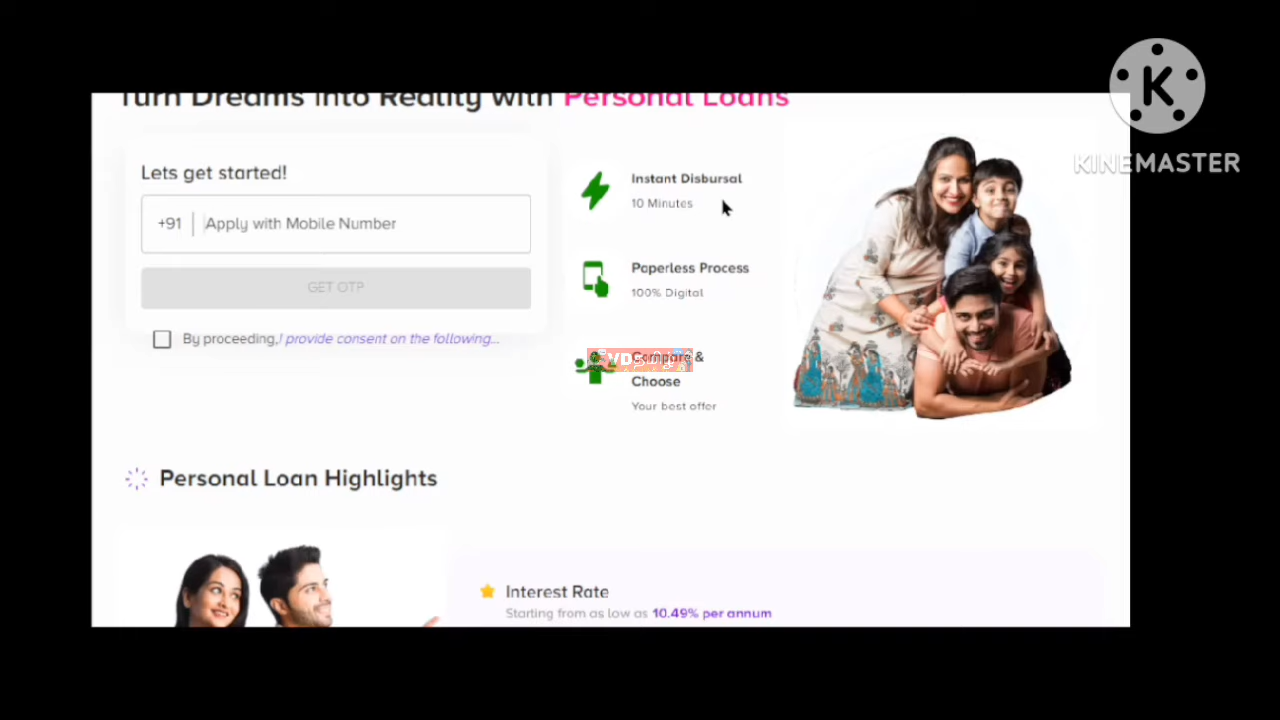 Turn Dreams into Reality with Personal Loans
KINEMASTER
Lets get started!
+91 Apply with Mobile Number
GET OTP
By proceeding,I provide consent on the following...
Instant Disbursal
10 Minutes
Paperless Process
100% Digital
Compare &
Choose
Your best offer
Personal Loan Highlights
Interest Rate
Starting from as low as 10.49% per annum